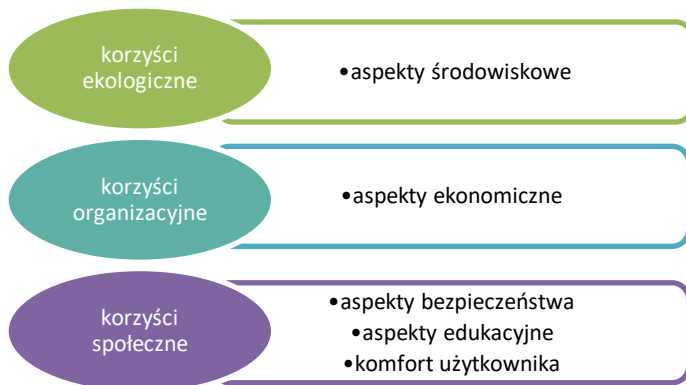 korzyści
ekologiczne
•aspekty środowiskowe
korzyści
organizacyjne
•aspekty ekonomiczne
korzyści
społeczne
•aspekty bezpieczeństwa
•aspekty edukacyjne
•komfort użytkownika